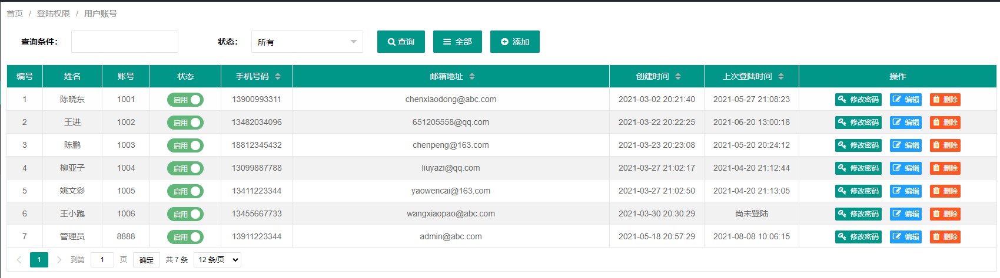 首页 / 登陆权限 / 用户账号
查询条件: 状态: 所有 查询 全部 添加
编号 姓名 账号 状态 手机号码 邮箱地址 创建时间 上次登陆时间 操作
1 陈晓东 1001 启用 13900993311 chenxiaodong@abc.com 2021-03-02 20:21:40 2021-05-27 21:08:23 修改密码 编辑 删除
2 王进 1002 启用 13482034096 651205558@qq.com 2021-03-22 20:22:25 2021-06-20 13:00:18 修改密码 编辑 删除
3 陈鹏 1003 启用 18812345432 chenpeng@163.com 2021-03-23 20:23:08 2021-05-20 20:24:12 修改密码 编辑 删除
4 柳亚子 1004 启用 13099887788 liuyazi@qq.com 2021-03-27 21:02:17 2021-04-20 21:12:44 修改密码 编辑 删除
5 姚文彩 1005 启用 13411223344 yaowencai@163.com 2021-03-27 21:02:50 2021-04-20 21:13:05 修改密码 编辑 删除
6 王小跑 1006 启用 13455667733 wangxiaopao@abc.com 2021-03-30 20:30:29 尚未登陆 修改密码 编辑 删除
7 管理员 8888 启用 13911223344 admin@abc.com 2021-05-18 20:57:29 2021-08-08 10:06:15 修改密码 编辑 删除
1 到第 1 页 确定 共 7 条 12 条/页